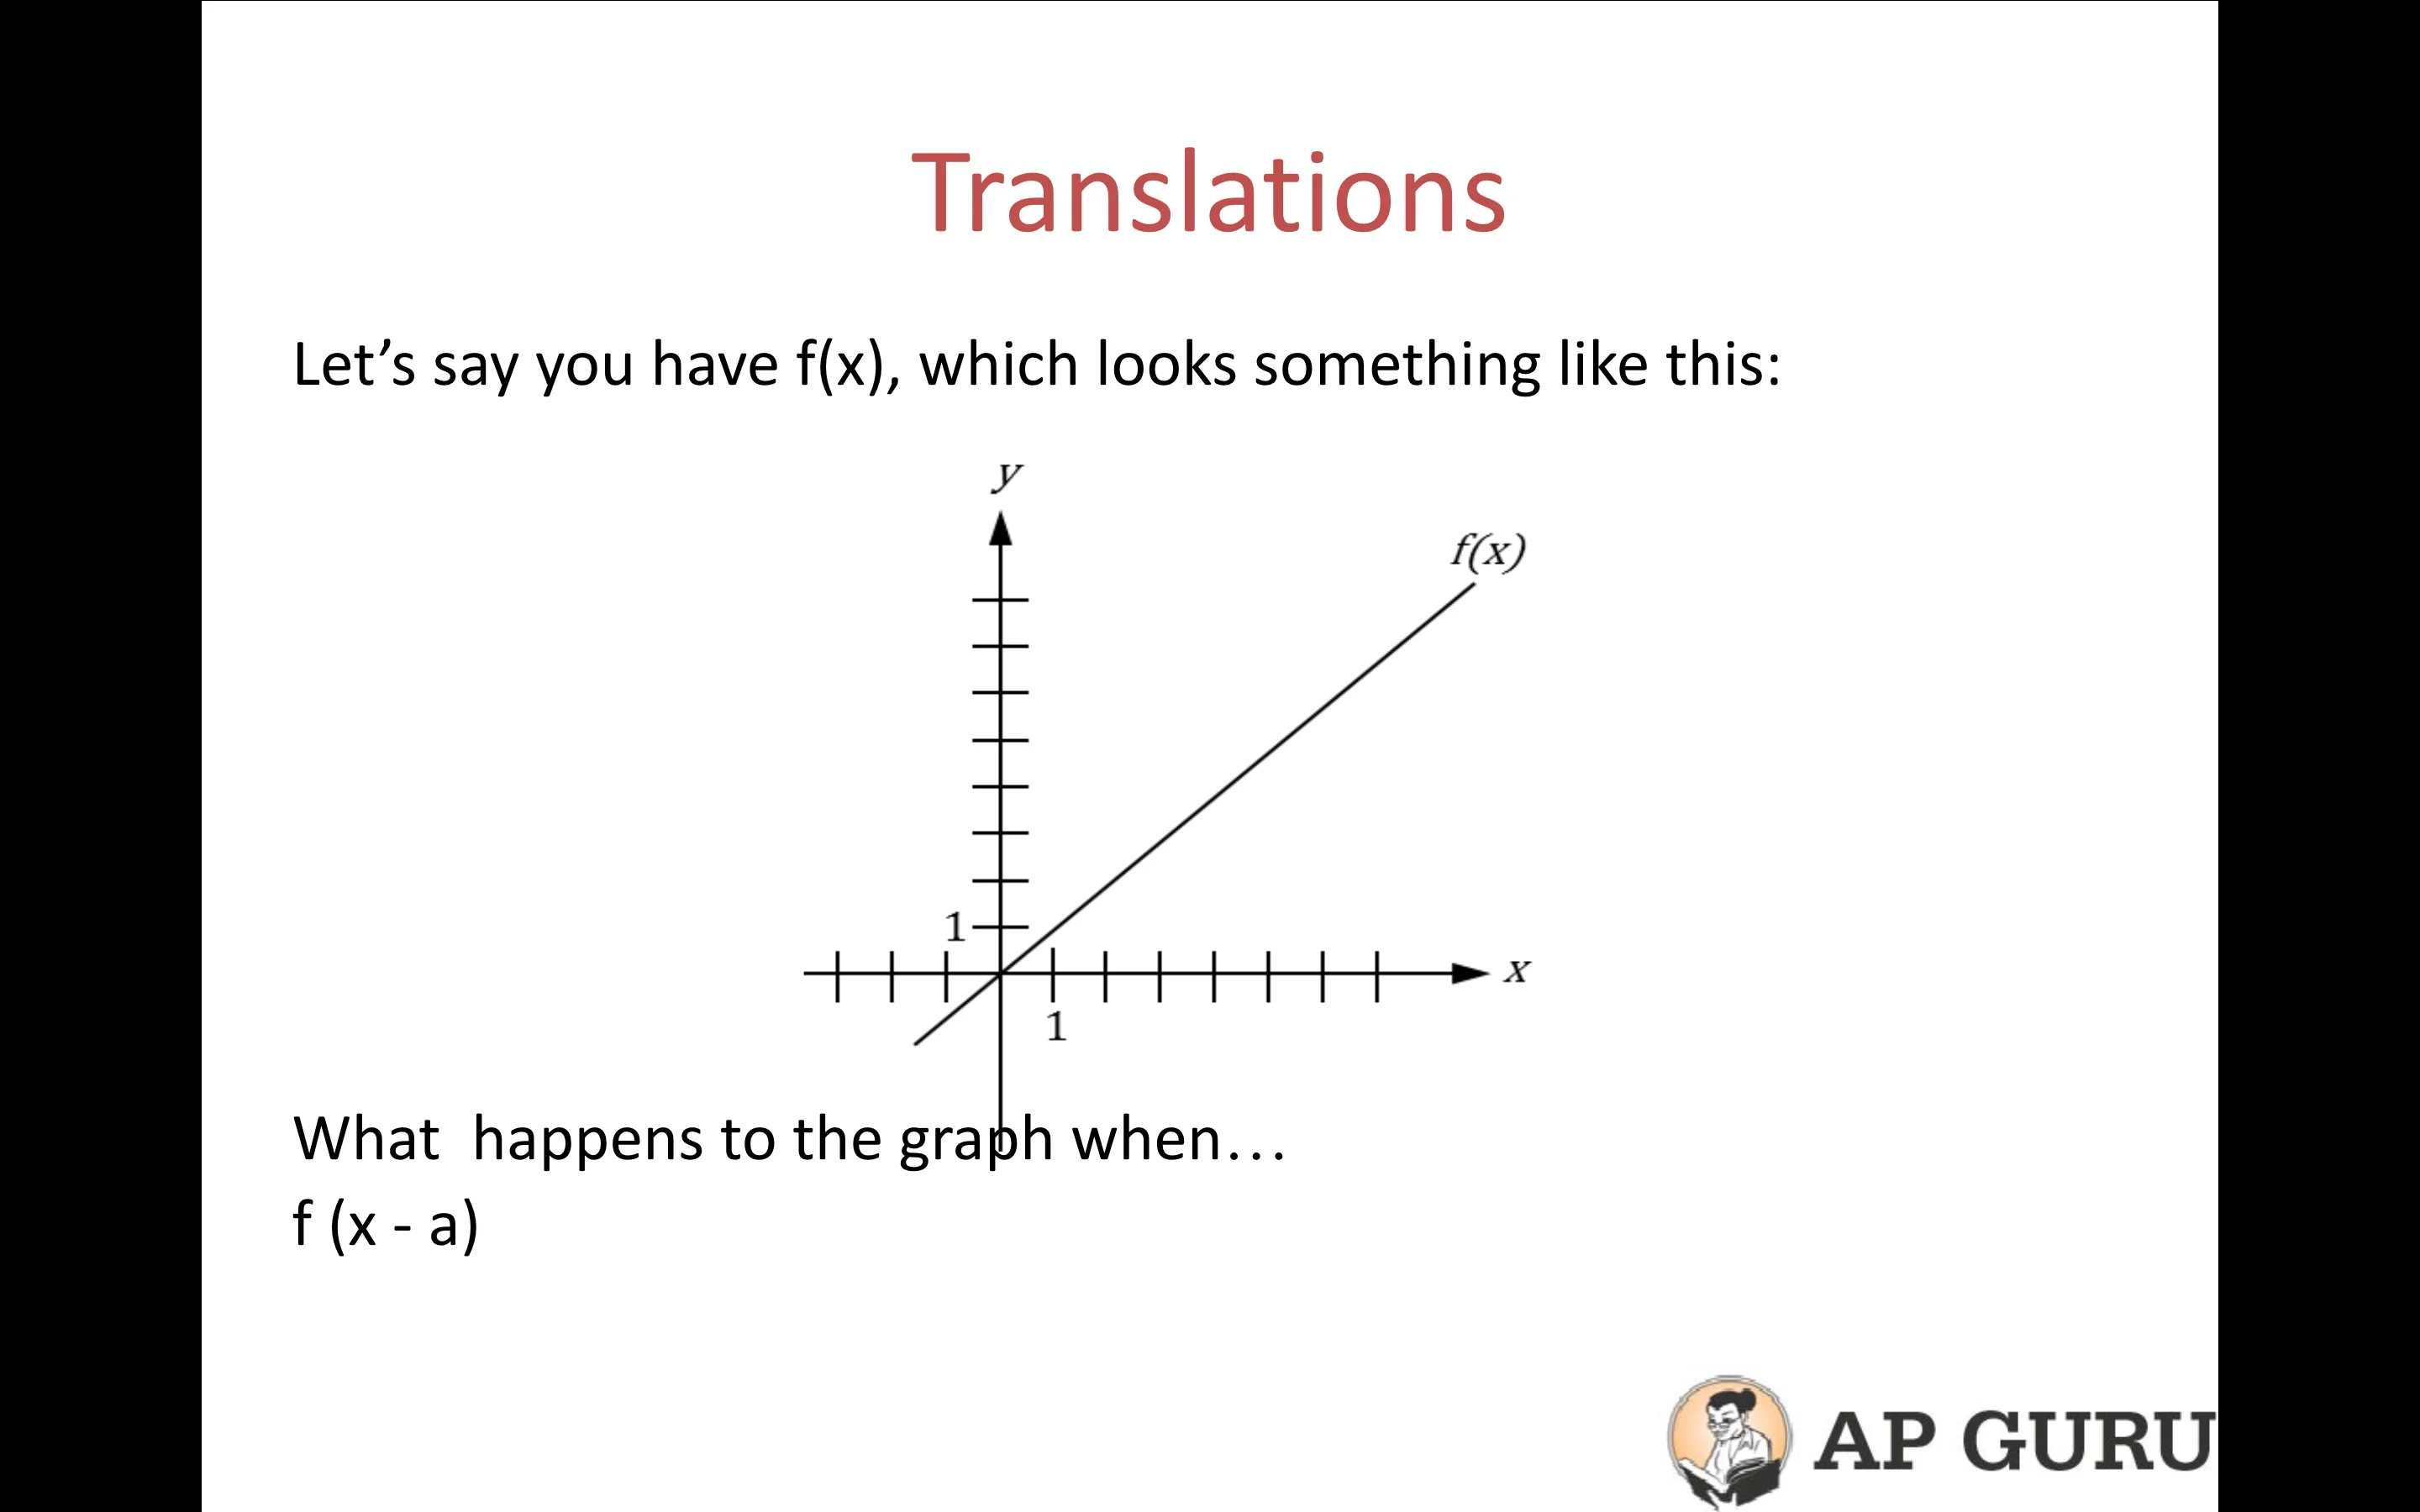 Translations
Let’s say you have f(x), which looks something like this:
y
f(x)
1
x
1
What  happens to the graph when...
f (x - a)
AP GURU